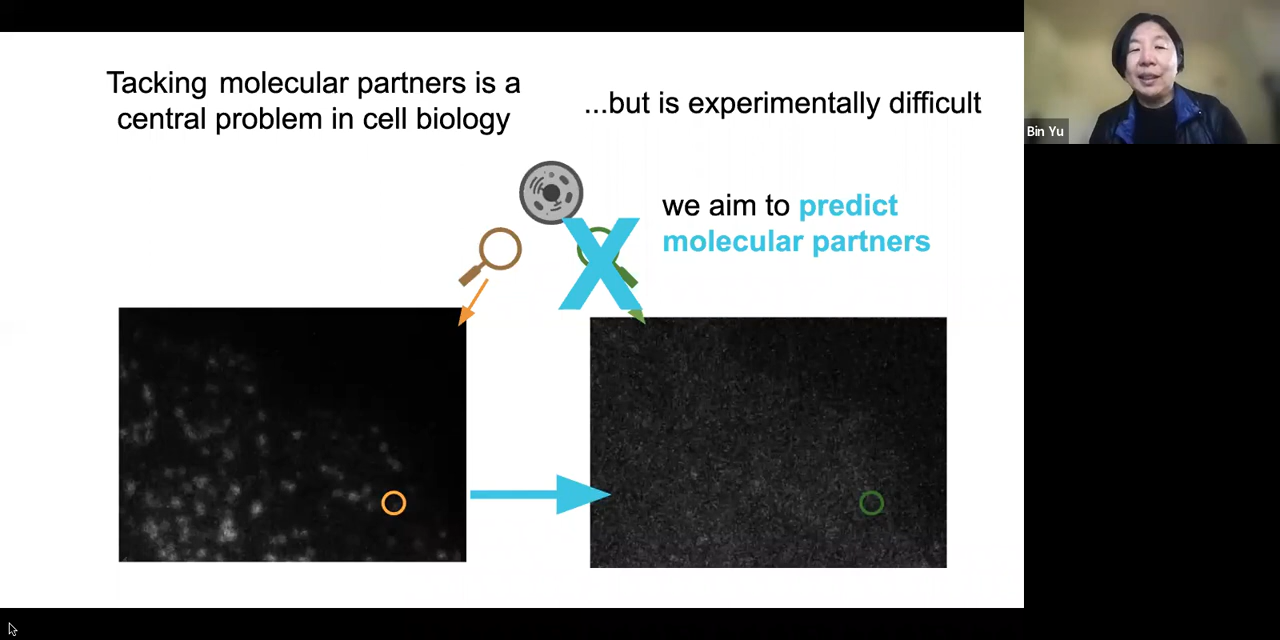 Tacking molecular partners is a
central problem in cell biology
...but is experimentally difficult
we aim to predict
molecular partners
X
Bin Yu